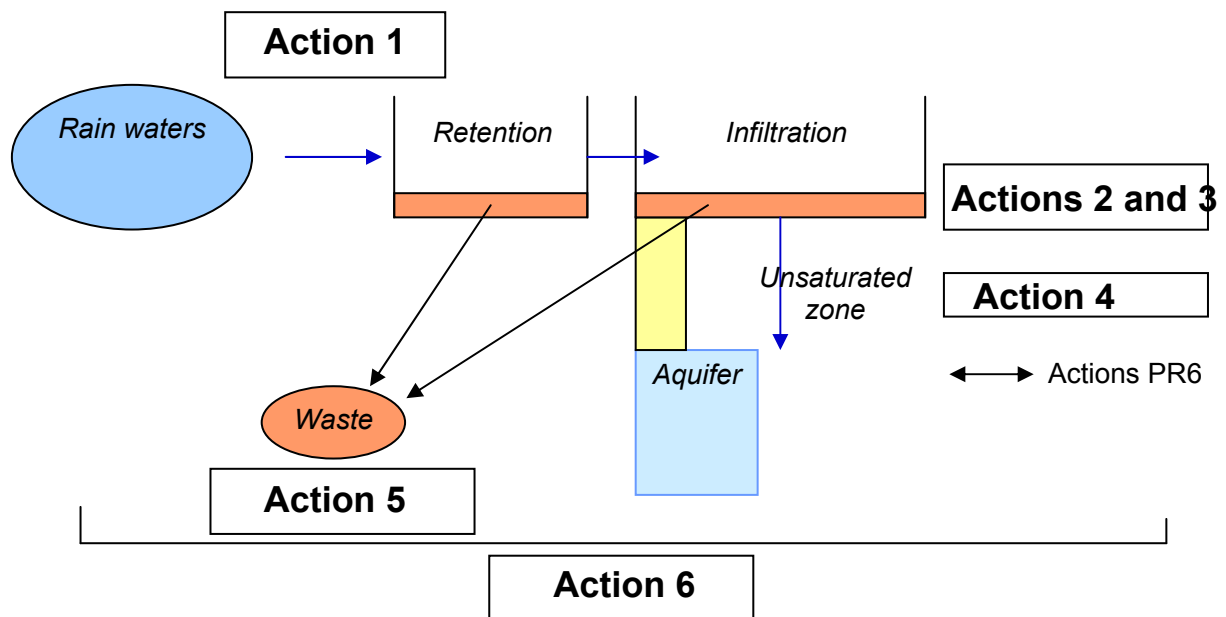 Action 1
Rain waters
Retention
Infiltration
Actions 2 and 3
Unsaturated
zone
Action 4
Aquifer
Actions PR6
Waste
Action 5
Action 6